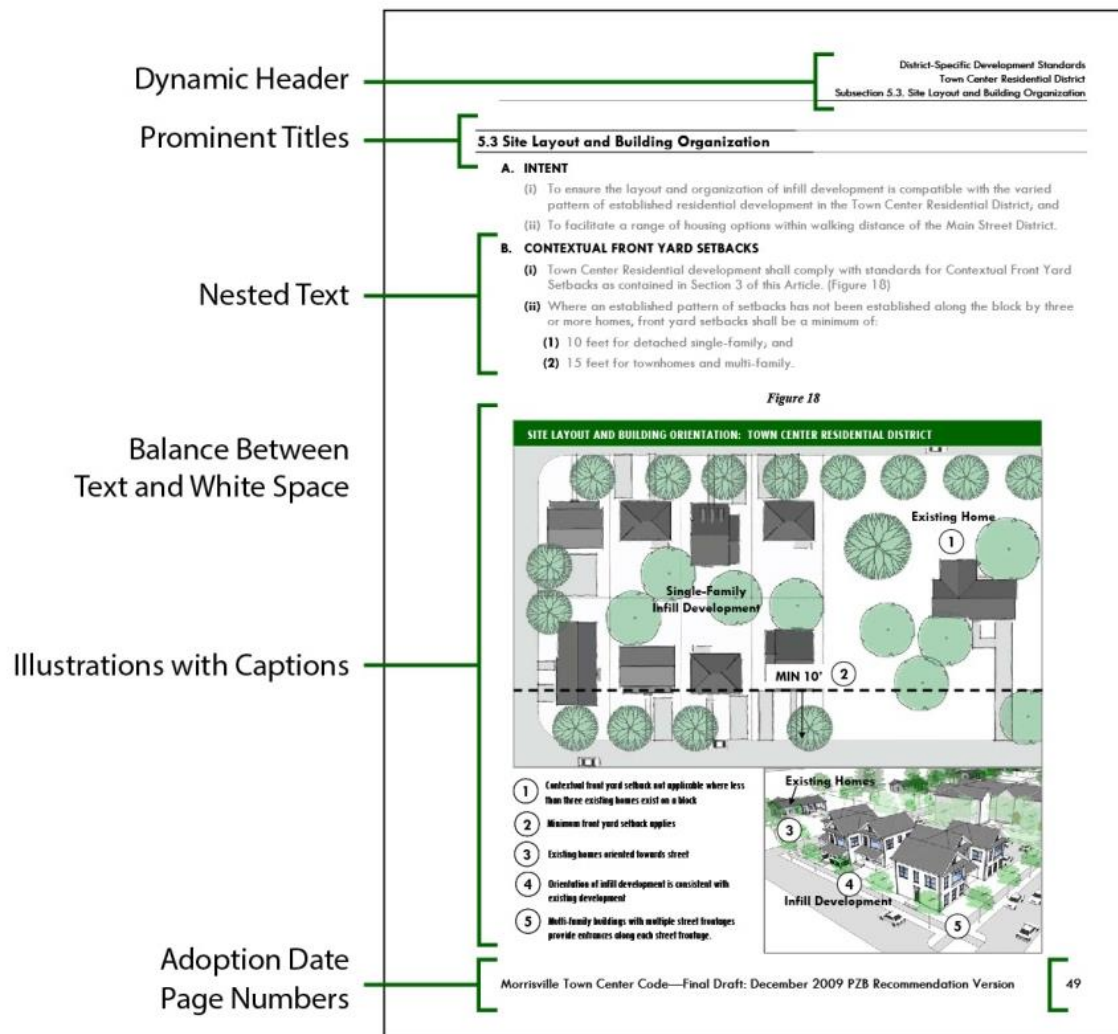 Dynamic Header
District-Specific Development Standards
Town Center Residential District
Subsection 5.3. Site Layout and Building Organization
Prominent Titles
5.3 Site Layout and Building Organization
A. INTENT
(i) To ensure the layout and organization of infill development is compatible with the varied
pattern of established residential development in the Town Center Residential District; and
(ii) To facilitate a range of housing options within walking distance of the Main Street District.
Nested Text
B. CONTEXTUAL FRONT YARD SETBACKS
(i) Town Center Residential development shall comply with standards for Contextual Front Yard
Setbacks as contained in Section 3 of this Article. (Figure 18)
(ii) Where an established pattern of setbacks has not been established along the block by three
or more homes, front yard setbacks shall be a minimum of:
(1) 10 feet for detached single-family; and
(2) 15 feet for townhomes and multi-family.
Balance Between
Text and White Space
Illustrations with Captions
Figure 18
SITE LAYOUT AND BUILDING ORIENTATION: TOWN CENTER RESIDENTIAL DISTRICT
Existing Home
1
Single-Family
Infill Development
MIN 10'
2
1 Contextual front yard setback not applicable where less
than three existing homes exist on a block
2 Minimum front yard setback applies
3 Existing homes oriented towards street
4 Orientation of infill development is consistent with
existing development
5 Multi-family buildings with multiple street frontages
provide entrances along each street frontage.
Existing Homes
3
4
Infill Development
5
Adoption Date
Page Numbers
Morrisville Town Center Code—Final Draft: December 2009 PZB Recommendation Version
49